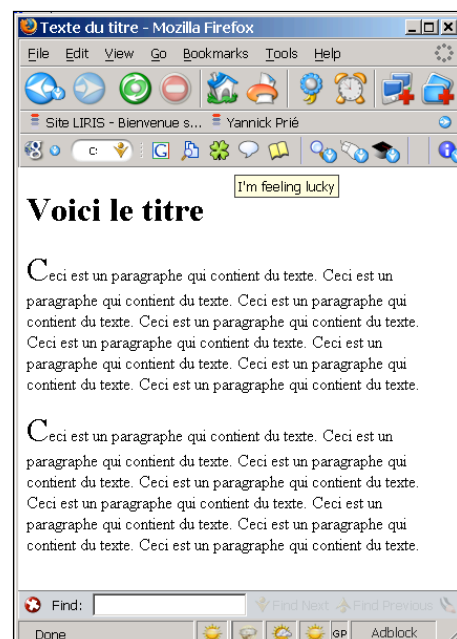 Texte du titre - Mozilla Firefox
File Edit View Go Bookmarks Tools Help
Site LIRIS - Bienvenue s... Yannick Prié
C:
I'm feeling lucky
Voici le titre
Ceci est un paragraphe qui contient du texte. Ceci est un
paragraphe qui contient du texte. Ceci est un paragraphe qui
contient du texte. Ceci est un paragraphe qui contient du texte.
Ceci est un paragraphe qui contient du texte. Ceci est un
paragraphe qui contient du texte. Ceci est un paragraphe qui
contient du texte. Ceci est un paragraphe qui contient du texte.
Ceci est un paragraphe qui contient du texte. Ceci est un
paragraphe qui contient du texte. Ceci est un paragraphe qui
contient du texte. Ceci est un paragraphe qui contient du texte.
Ceci est un paragraphe qui contient du texte. Ceci est un
paragraphe qui contient du texte. Ceci est un paragraphe qui
contient du texte. Ceci est un paragraphe qui contient du texte.
Find: Find Next Find Previous
Done GP Adblock